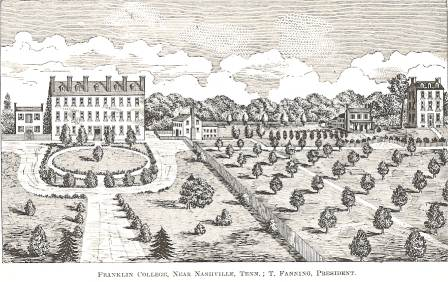 Franklin College, Near Nashville, Tenn.; T. Fanning, President.